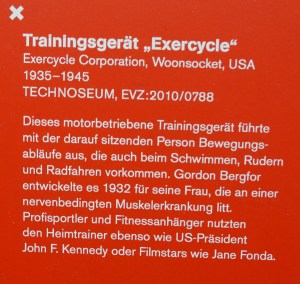 Trainingsgerät „Exercycle“
Exercycle Corporation, Woonsocket, USA
1935–1945
TECHNOSEUM, EVZ:2010/0788
Dieses motorbetriebene Trainingsgerät führte
mit der darauf sitzenden Person Bewegungs-
abläufe aus, die auch beim Schwimmen, Rudern
und Radfahren vorkommen. Gordon Bergfor
entwickelte es 1932 für seine Frau, die an einer
nervenbedingten Muskelerkrankung litt.
Profisportler und Fitnessanhänger nutzten
den Heimtrainer ebenso wie US-Präsident
John F. Kennedy oder Filmstars wie Jane Fonda.